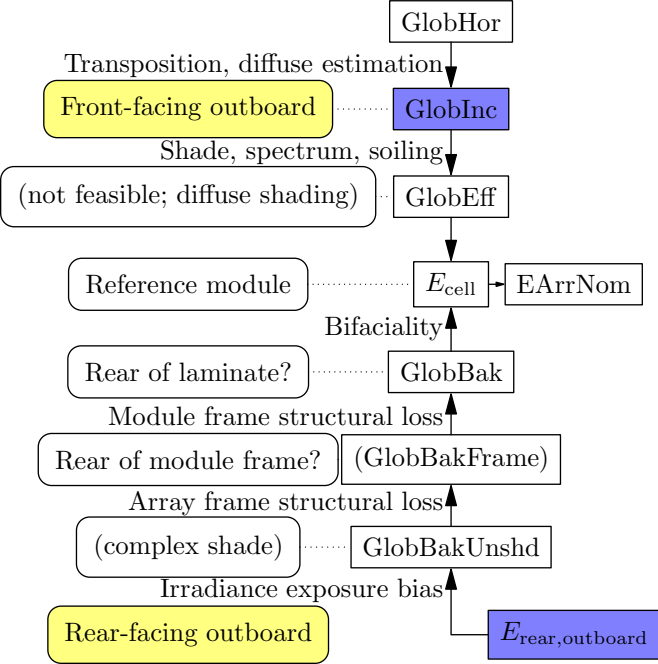 GlobHor
Transposition, diffuse estimation
Front-facing outboard
GlobInc
Shade, spectrum, soiling
(not feasible; diffuse shading)
GlobEff
Reference module
E_cell
EArrNom
Bifaciality
Rear of laminate?
GlobBak
Module frame structural loss
Rear of module frame?
(GlobBakFrame)
Array frame structural loss
(complex shade)
GlobBakUnshd
Irradiance exposure bias
Rear-facing outboard
E_rear,outboard